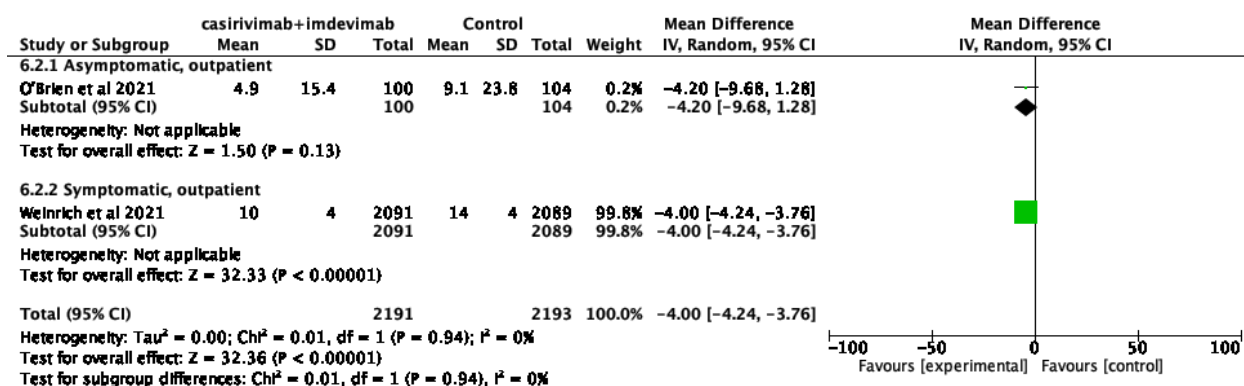 casirivimab+imdevimab Control Mean Difference Mean Difference
Study or Subgroup Mean SD Total Mean SD Total Weight IV, Random, 95% CI IV, Random, 95% CI
6.2.1 Asymptomatic, outpatient
O'Brien et al 2021 4.9 15.4 100 9.1 23.8 104 0.2% −4.20 [−9.68, 1.28]
Subtotal (95% CI) 100 104 0.2% −4.20 [−9.68, 1.28]
Heterogeneity: Not applicable
Test for overall effect: Z = 1.50 (P = 0.13)
6.2.2 Symptomatic, outpatient
Weinrich et al 2021 10 4 2091 14 4 2089 99.8% −4.00 [−4.24, −3.76]
Subtotal (95% CI) 2091 2089 99.8% −4.00 [−4.24, −3.76]
Heterogeneity: Not applicable
Test for overall effect: Z = 32.33 (P < 0.00001)
Total (95% CI) 2191 2193 100.0% −4.00 [−4.24, −3.76]
Heterogeneity: Tau² = 0.00; Chi² = 0.01, df = 1 (P = 0.94); I² = 0%
Test for overall effect: Z = 32.36 (P < 0.00001)
Test for subgroup differences: Chi² = 0.01, df = 1 (P = 0.94), I² = 0%
−100 −50 0 50 100
Favours [experimental] Favours [control]